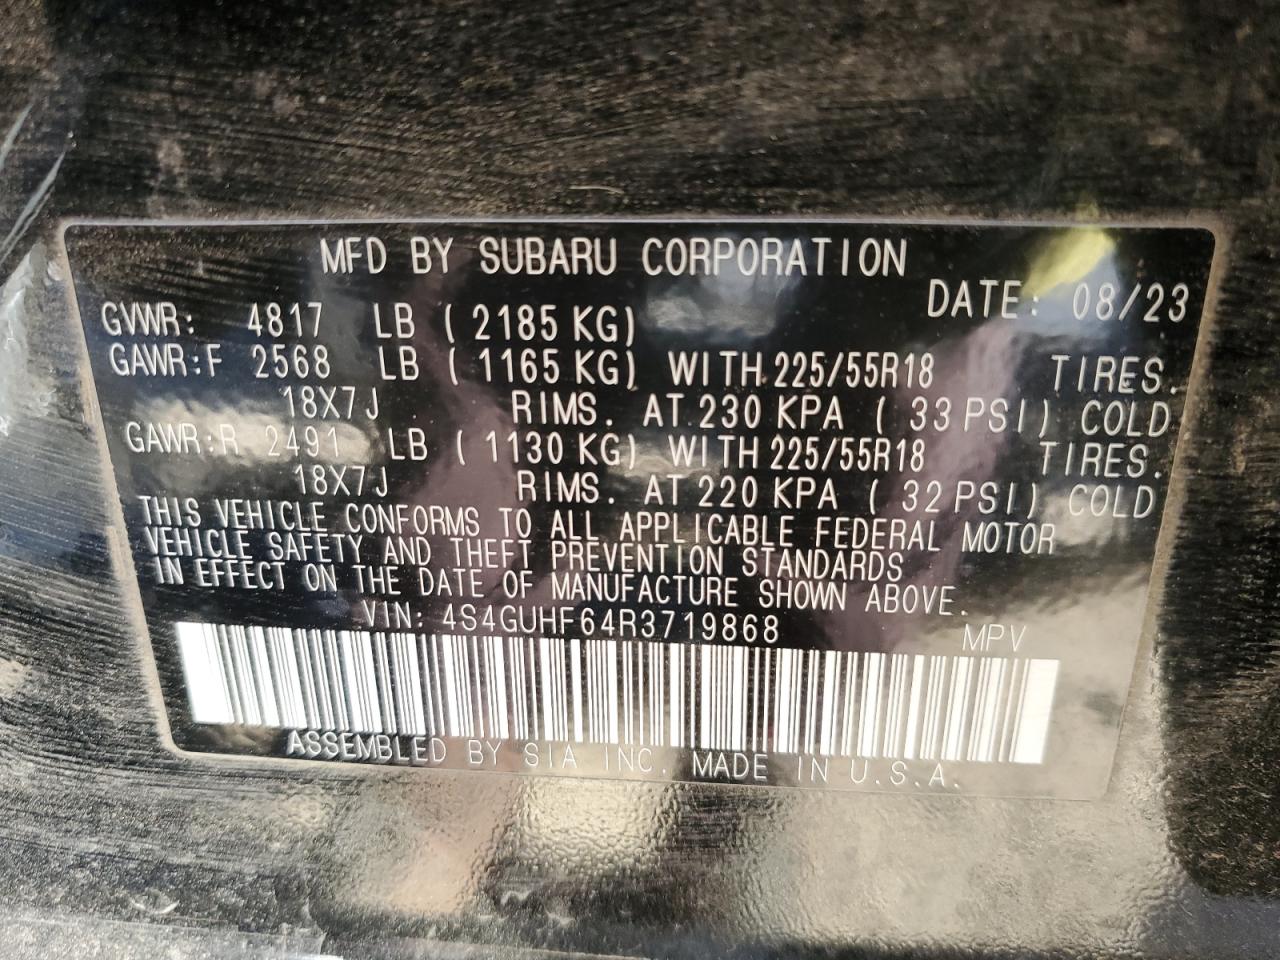 MFD BY SUBARU CORPORATION
DATE: 08/23
GVWR: 4817 LB ( 2185 KG)
GAWR:F 2568 LB ( 1165 KG) WITH 225/55R18 TIRES.
18X7J RIMS. AT 230 KPA ( 33 PSI) COLD
GAWR:R 2491 LB ( 1130 KG) WITH 225/55R18 TIRES.
18X7J RIMS. AT 220 KPA ( 32 PSI) COLD
THIS VEHICLE CONFORMS TO ALL APPLICABLE FEDERAL MOTOR
VEHICLE SAFETY AND THEFT PREVENTION STANDARDS
IN EFFECT ON THE DATE OF MANUFACTURE SHOWN ABOVE.
VIN: 4S4GUHF64R3719868 MPV
ASSEMBLED BY SIA INC. MADE IN U.S.A.